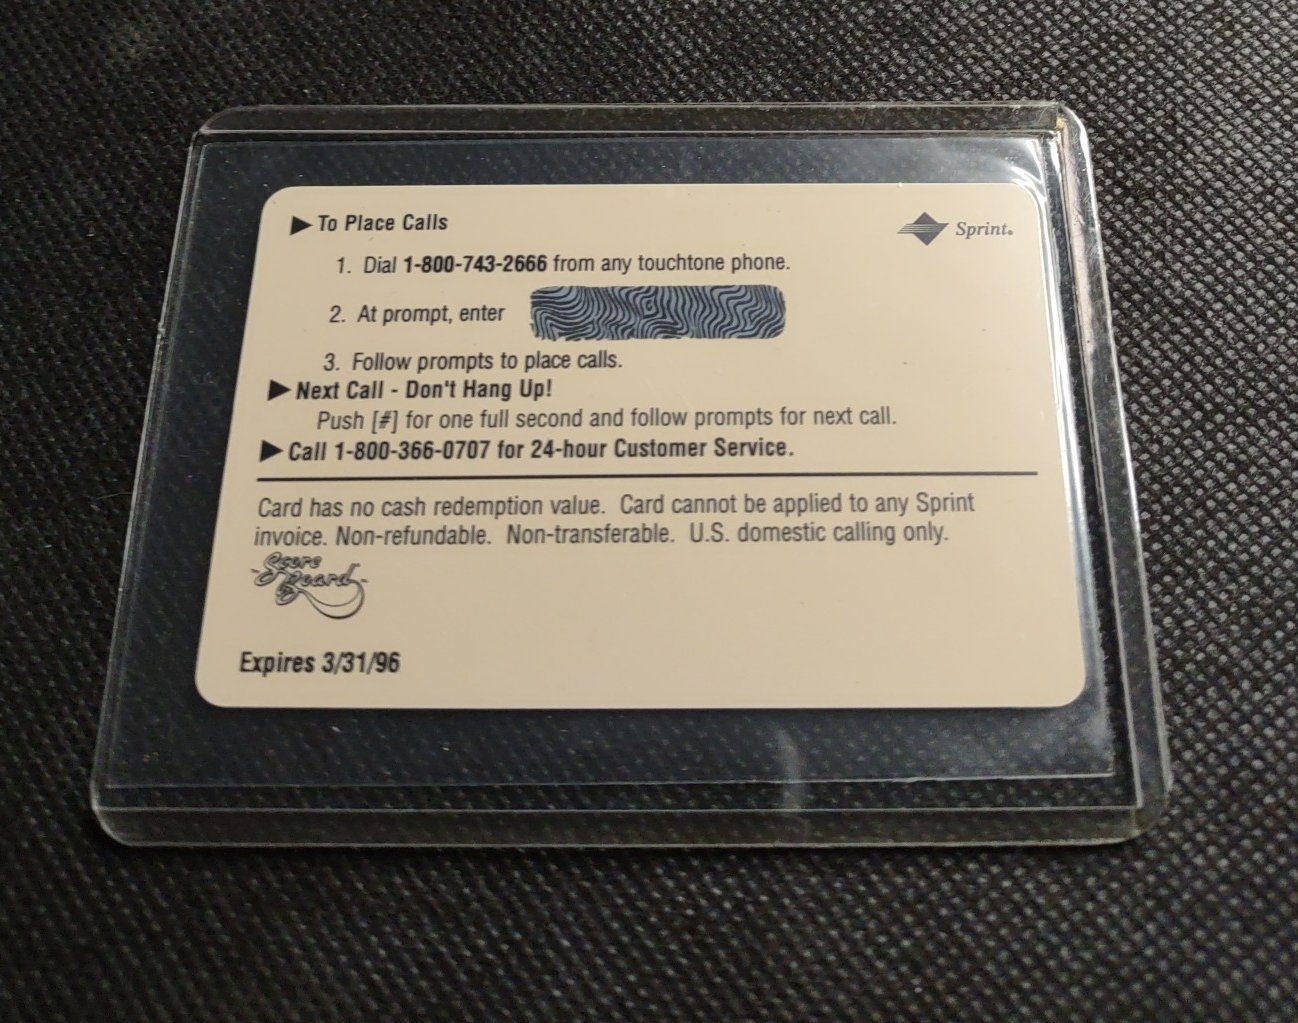 ▶ To Place Calls
Sprint.
1. Dial 1-800-743-2666 from any touchtone phone.
2. At prompt, enter
3. Follow prompts to place calls.
▶ Next Call - Don't Hang Up!
Push [#] for one full second and follow prompts for next call.
▶ Call 1-800-366-0707 for 24-hour Customer Service.
Card has no cash redemption value. Card cannot be applied to any Sprint
invoice. Non-refundable. Non-transferable. U.S. domestic calling only.
Score
Board
Expires 3/31/96